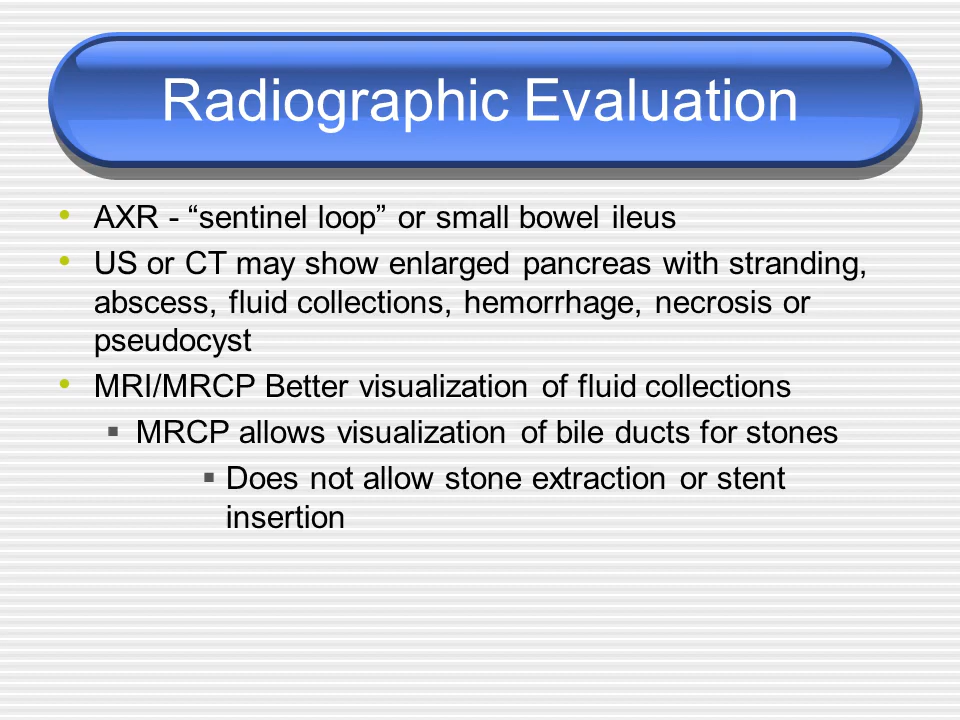 Radiographic Evaluation
• AXR - “sentinel loop” or small bowel ileus
• US or CT may show enlarged pancreas with stranding,
abscess, fluid collections, hemorrhage, necrosis or
pseudocyst
• MRI/MRCP Better visualization of fluid collections
▪ MRCP allows visualization of bile ducts for stones
▪ Does not allow stone extraction or stent
insertion